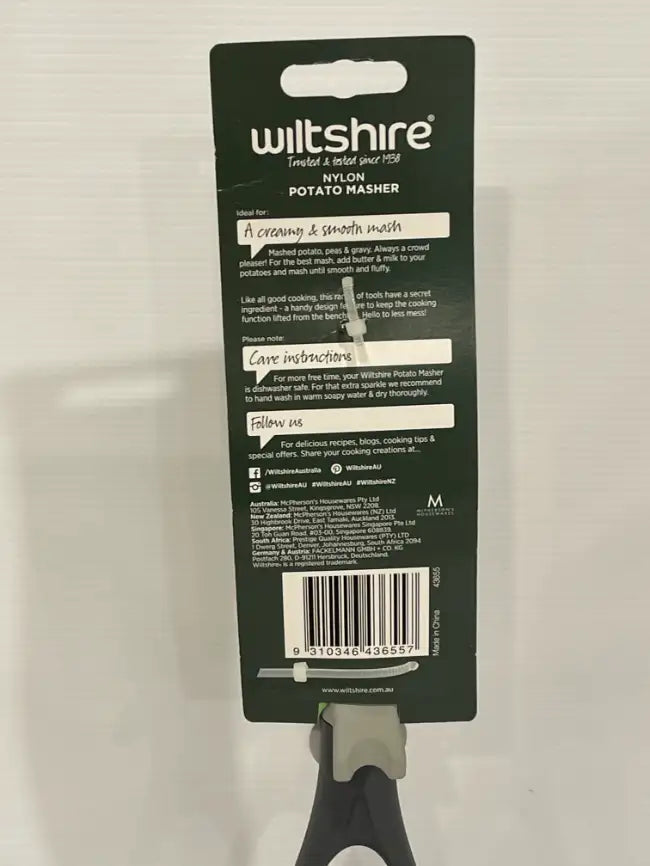 wiltshire®
Trusted & tested since 1938
NYLON
POTATO MASHER
Ideal for:
A creamy & smooth mash
Mashed potato, peas & gravy. Always a crowd
pleaser! For the best mash, add butter & milk to your
potatoes and mash until smooth and fluffy.
Like all good cooking, this ran of tools have a secret
ingredient - a handy design fe re to keep the cooking
function lifted from the bench Hello to less mess!
Please note:
Care instructions
For more free time, your Wiltshire Potato Masher
is dishwasher safe. For that extra sparkle we recommend
to hand wash in warm soapy water & dry thoroughly.
Follow us
For delicious recipes, blogs, cooking tips &
special offers. Share your cooking creations at...
/WiltshireAustralia WiltshireAU
@WiltshireAU #WiltshireAU #WiltshireNZ
Australia: McPherson's Housewares Pty Ltd
105 Vanessa Street, Kingsgrove, NSW 2208.
New Zealand: McPherson's Housewares (NZ) Ltd
30 Highbrook Drive, East Tamaki, Auckland 2013.
Singapore: McPherson's Housewares Singapore Pte Ltd
20 Toh Guan Road, #03-00, Singapore 608839.
South Africa: Prestige Quality Housewares (PTY) LTD
1 Dwerg Street, Denver, Johannesburg, South Africa 2094
Germany & Austria: FACKELMANN GMBH + CO. KG
Postfach 280, D-91211 Hersbruck, Deutschland.
Wiltshire® is a registered trademark.
M
MCPHERSON'S
HOUSEWARES
9 310346 436557
Made in China 43655
www.wiltshire.com.au